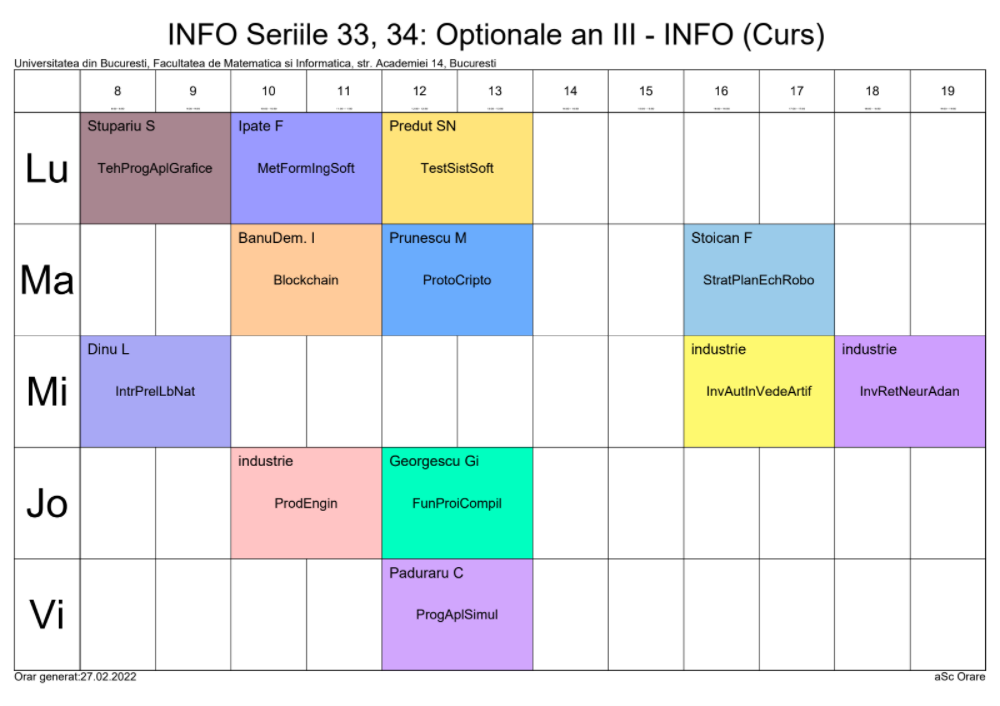 INFO Seriile 33, 34: Optionale an III - INFO (Curs)
Universitatea din Bucuresti, Facultatea de Matematica si Informatica, str. Academiei 14, Bucuresti
8 9 10 11 12 13 14 15 16 17 18 19
Lu
Stupariu S
TehProgAplGrafice
Ipate F
MetFormIngSoft
Predut SN
TestSistSoft
Ma
BanuDem. I
Blockchain
Prunescu M
ProtoCripto
Stoican F
StratPlanEchRobo
Mi
Dinu L
IntrPrelLbNat
industrie
InvAutInVedeArtif
industrie
InvRetNeurAdan
Jo
industrie
ProdEngin
Georgescu Gi
FunProiCompil
Vi
Paduraru C
ProgAplSimul
Orar generat:27.02.2022
aSc Orare